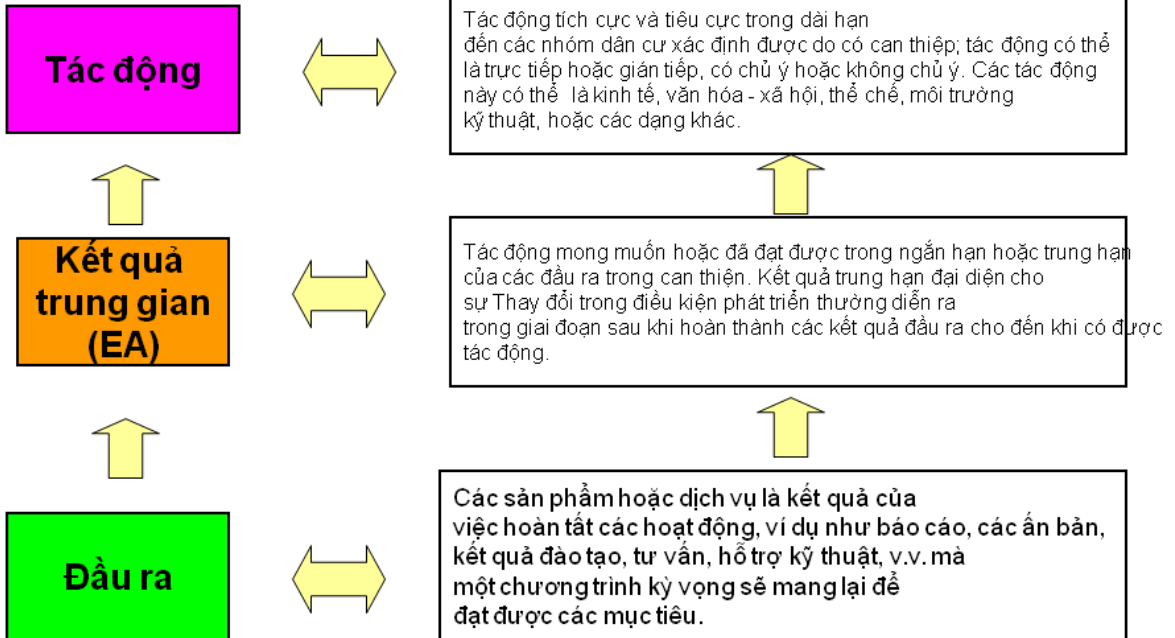 Tác động
Tác động tích cực và tiêu cực trong dài hạn
đến các nhóm dân cư xác định được do có can thiệp; tác động có thể
là trực tiếp hoặc gián tiếp, có chủ ý hoặc không chủ ý. Các tác động
này có thể là kinh tế, văn hóa - xã hội, thể chế, môi trường
kỹ thuật, hoặc các dạng khác.
Kết quả
trung gian
(EA)
Tác động mong muốn hoặc đã đạt được trong ngắn hạn hoặc trung hạn
của các đầu ra trong can thiện. Kết quả trung hạn đại diện cho
sự Thay đổi trong điều kiện phát triển thường diễn ra
trong giai đoạn sau khi hoàn thành các kết quả đầu ra cho đến khi có được
tác động.
Đầu ra
Các sản phẩm hoặc dịch vụ là kết quả của
việc hoàn tất các hoạt động, ví dụ như báo cáo, các ấn bản,
kết quả đào tạo, tư vấn, hỗ trợ kỹ thuật, v.v. mà
một chương trình kỳ vọng sẽ mang lại để
đạt được các mục tiêu.